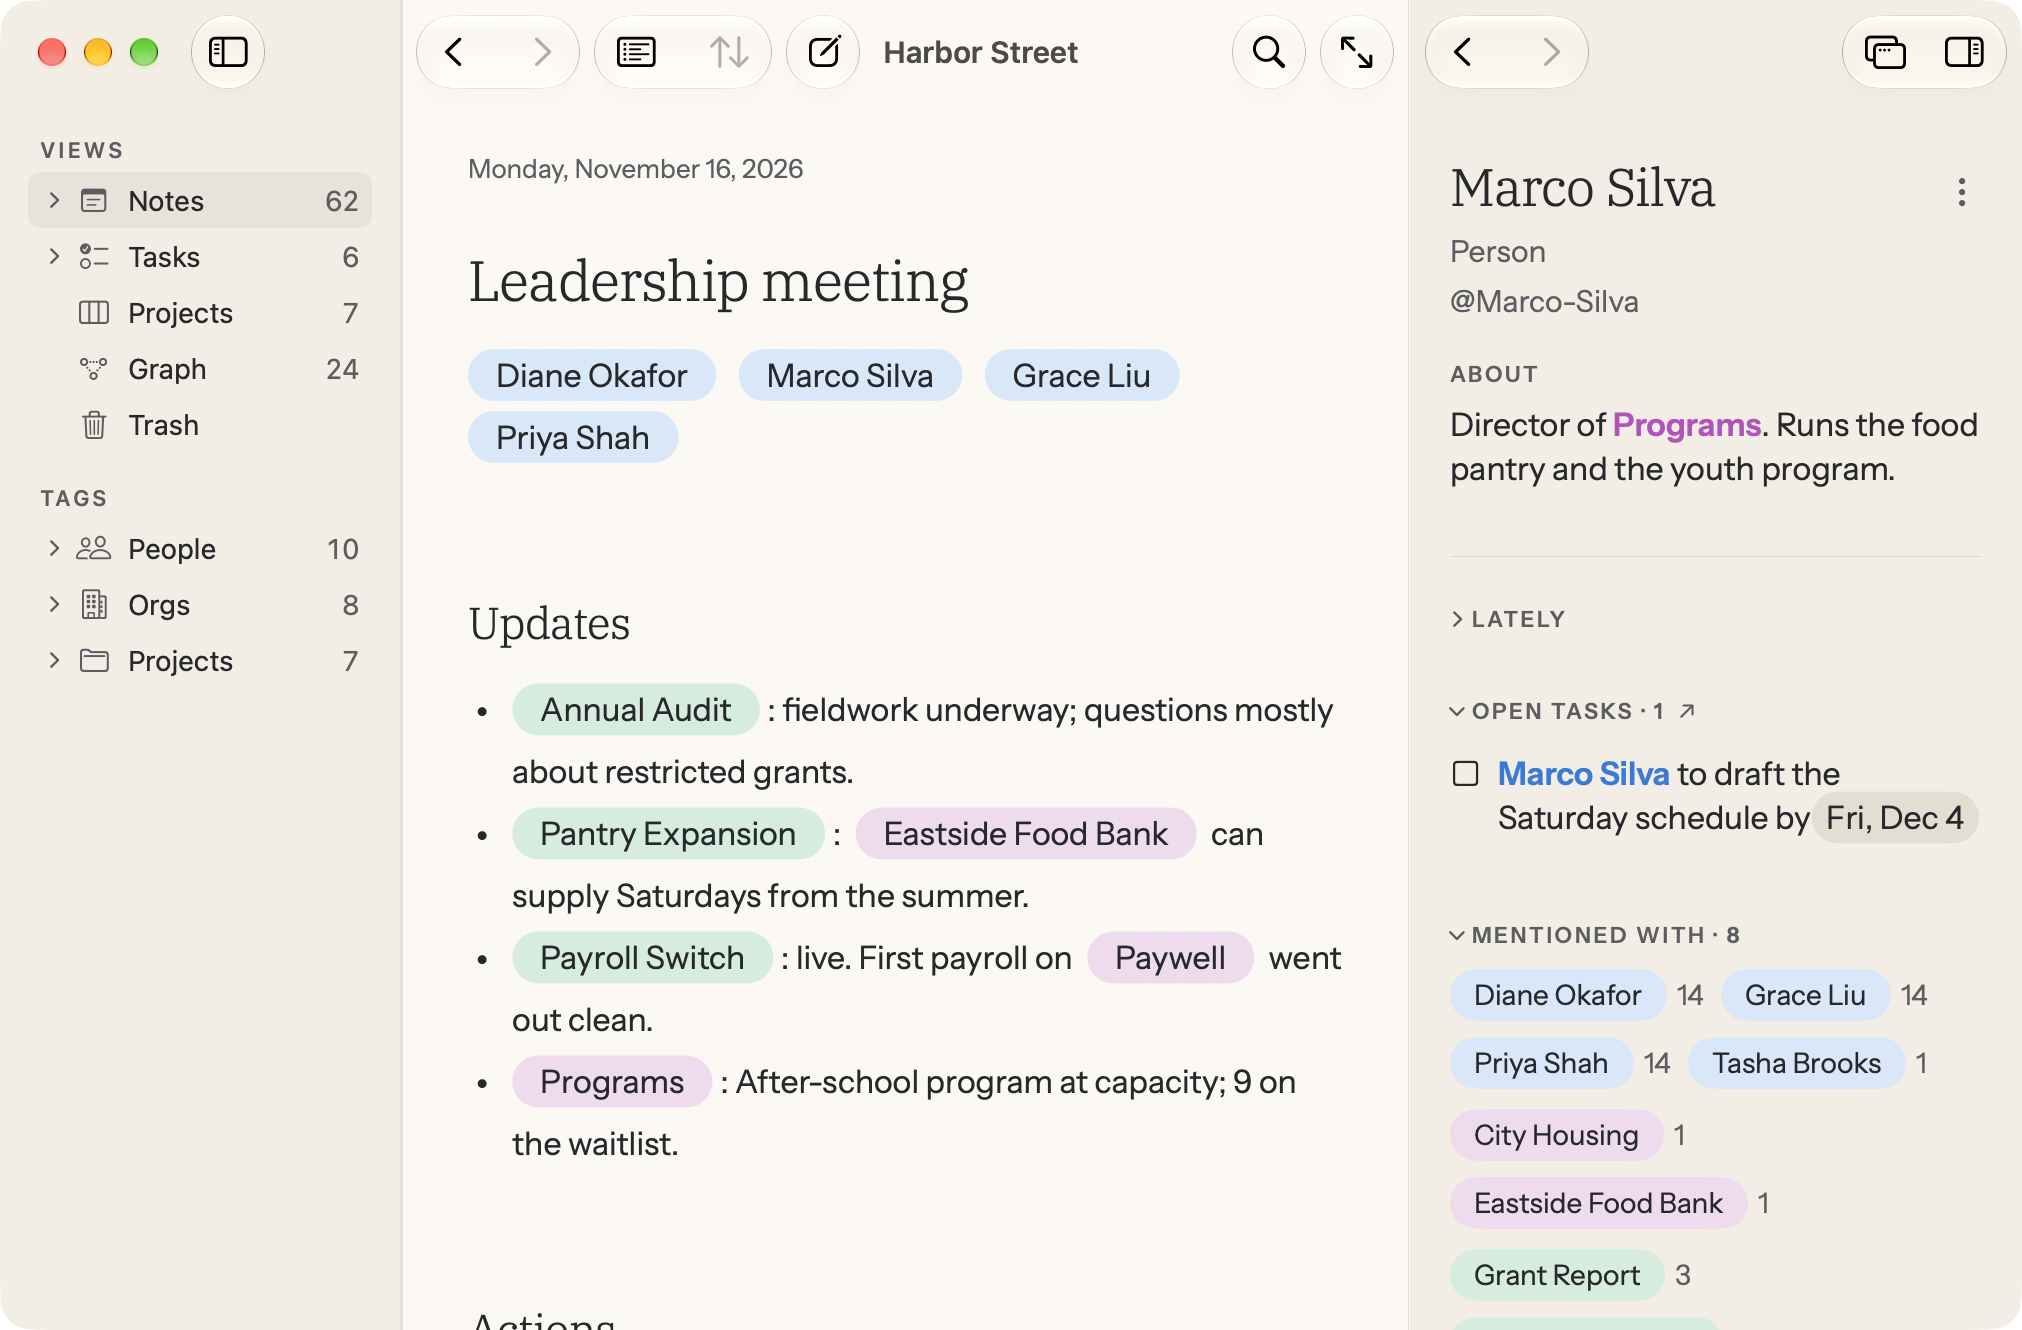 Harbor Street
VIEWS
Notes 62
Tasks 6
Projects 7
Graph 24
Trash
TAGS
People 10
Orgs 8
Projects 7
Monday, November 16, 2026
Leadership meeting
Diane Okafor Marco Silva Grace Liu
Priya Shah
Updates
• Annual Audit : fieldwork underway; questions mostly
about restricted grants.
• Pantry Expansion : Eastside Food Bank can
supply Saturdays from the summer.
• Payroll Switch : live. First payroll on Paywell went
out clean.
• Programs : After-school program at capacity; 9 on
the waitlist.
Actions
Marco Silva
Person
@Marco-Silva
ABOUT
Director of Programs. Runs the food
pantry and the youth program.
LATELY
OPEN TASKS · 1
Marco Silva to draft the
Saturday schedule by Fri, Dec 4
MENTIONED WITH · 8
Diane Okafor 14 Grace Liu 14
Priya Shah 14 Tasha Brooks 1
City Housing 1
Eastside Food Bank 1
Grant Report 3